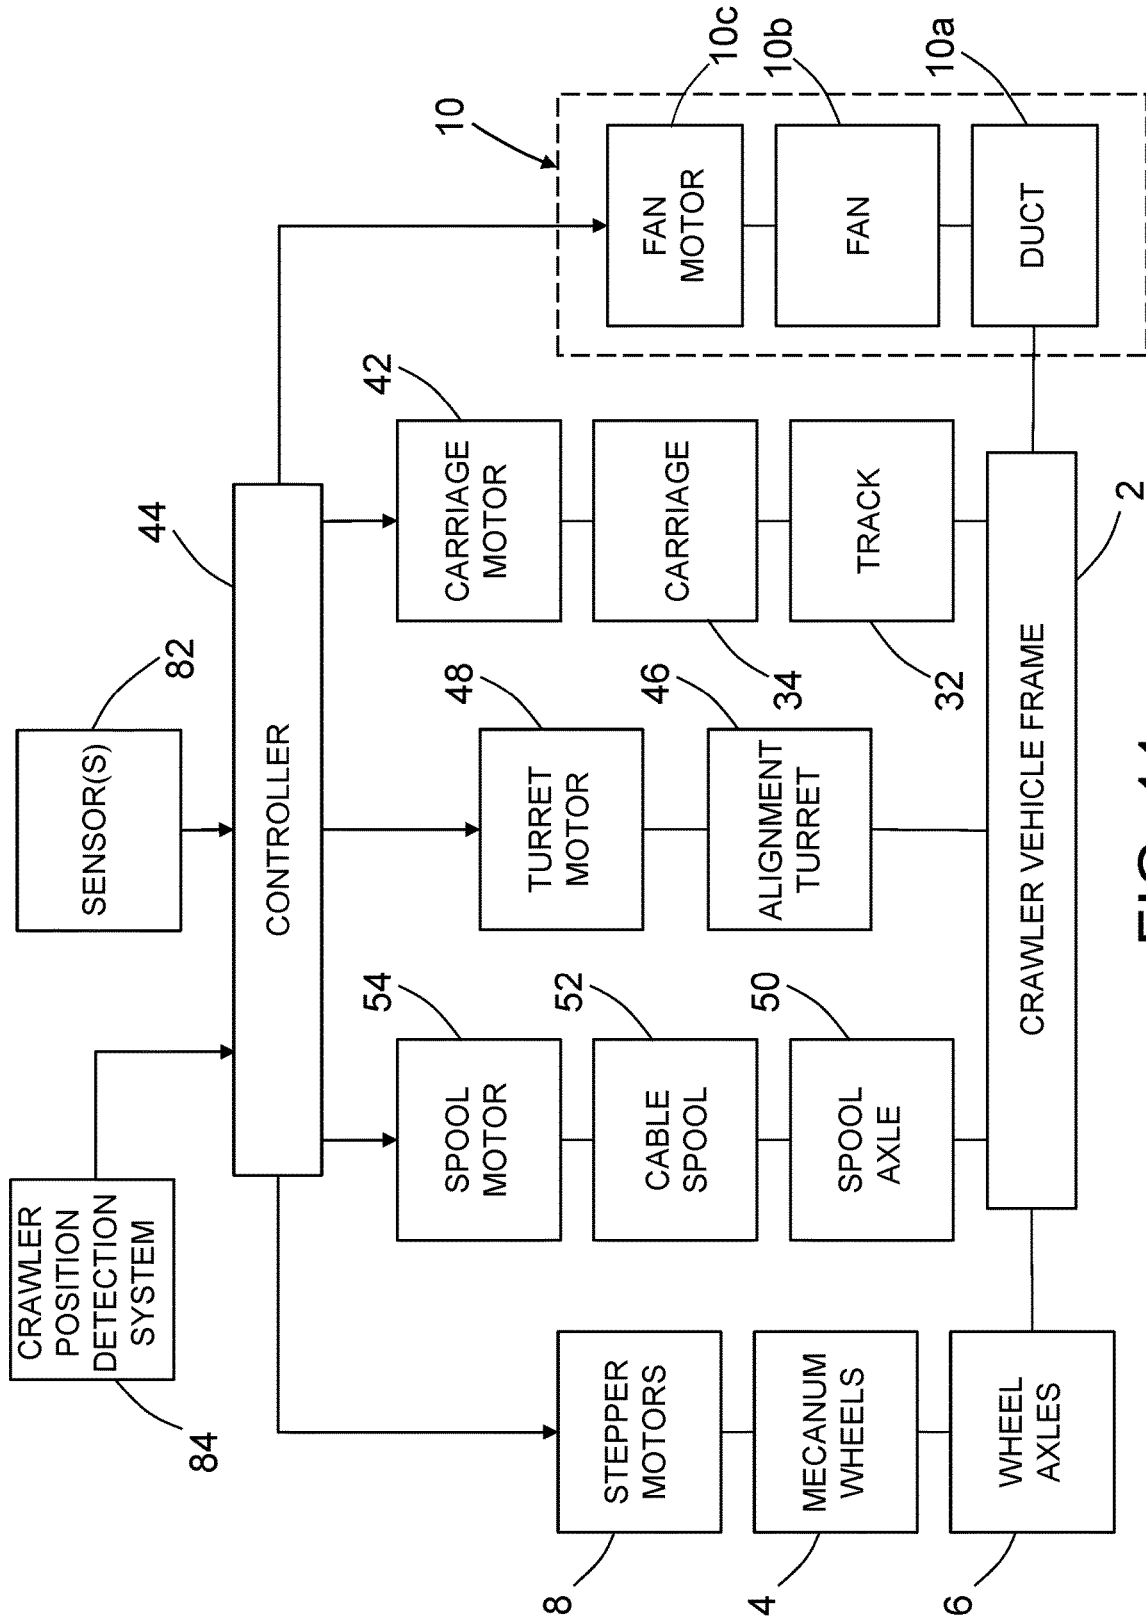 CRAWLER
POSITION
DETECTION
SYSTEM
84
SENSOR(S)
82
CONTROLLER
44
STEPPER
MOTORS
8
MECANUM
WHEELS
4
WHEEL
AXLES
6
SPOOL
MOTOR
54
CABLE
SPOOL
52
SPOOL
AXLE
50
TURRET
MOTOR
48
ALIGNMENT
TURRET
46
CARRIAGE
MOTOR
42
CARRIAGE
34
TRACK
32
10
FAN
MOTOR
10c
FAN
10b
DUCT
10a
CRAWLER VEHICLE FRAME
2